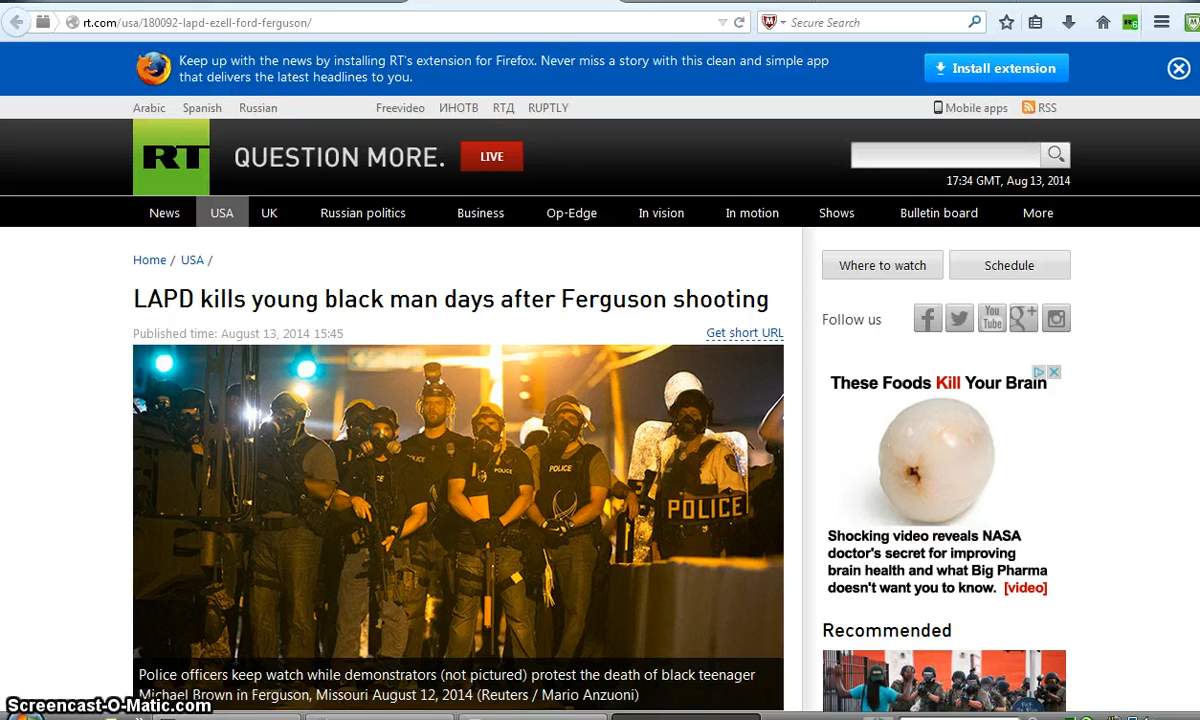 rt.com/usa/180092-lapd-ezell-ford-ferguson/
Secure Search
Keep up with the news by installing RT's extension for Firefox. Never miss a story with this clean and simple app
that delivers the latest headlines to you.
Install extension
Arabic Spanish Russian Freevideo ИНОТВ RTД RUPTLY Mobile apps RSS
RT QUESTION MORE. LIVE
17:34 GMT, Aug 13, 2014
News USA UK Russian politics Business Op-Edge In vision In motion Shows Bulletin board More
Home / USA /
LAPD kills young black man days after Ferguson shooting
Published time: August 13, 2014 15:45
Get short URL
POLICE
POLICE
POLICE
POLICE
Police officers keep watch while demonstrators (not pictured) protest the death of black teenager
Michael Brown in Ferguson, Missouri August 12, 2014 (Reuters / Mario Anzuoni)
Where to watch Schedule
Follow us
You
Tube
These Foods Kill Your Brain
Shocking video reveals NASA
doctor's secret for improving
brain health and what Big Pharma
doesn't want you to know. [video]
Recommended
Screencast-O-Matic.com